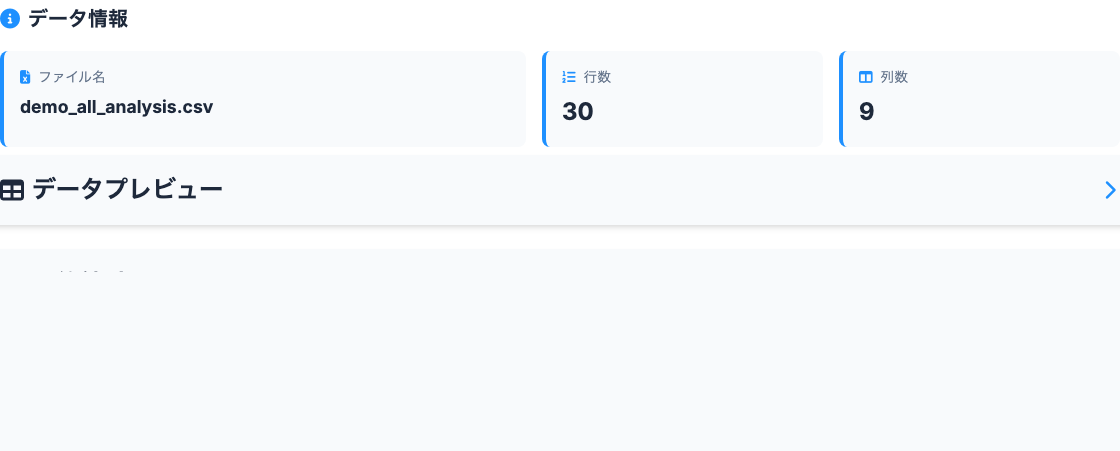 データ情報
ファイル名
demo_all_analysis.csv
行数
30
列数
9
データプレビュー